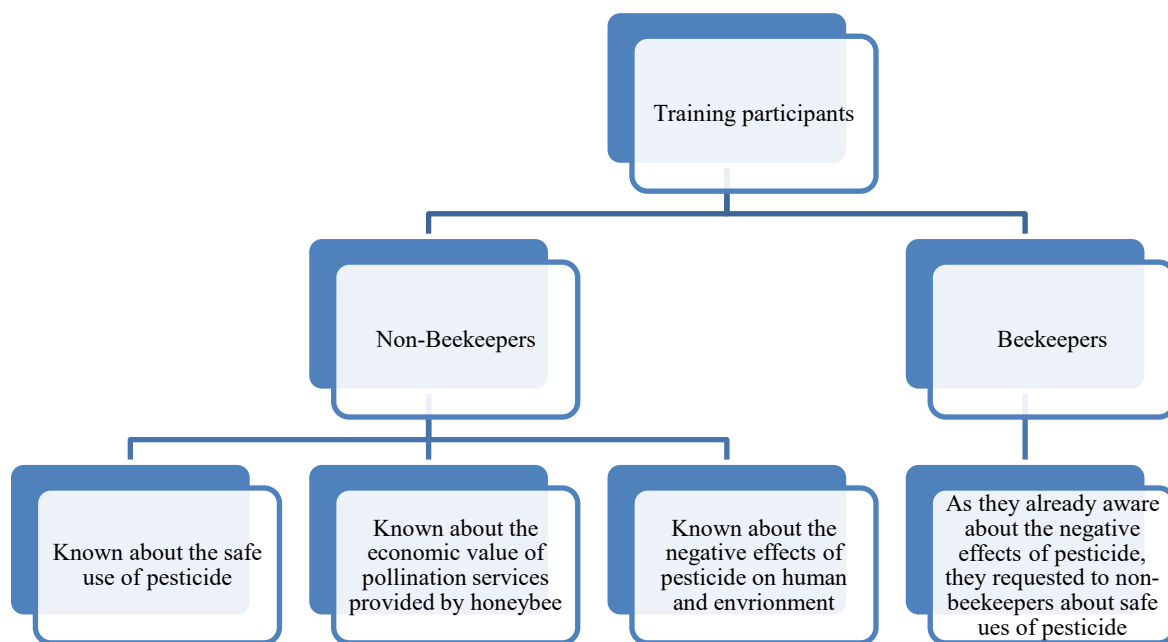 Training participants
Non-Beekeepers
Beekeepers
Known about the safe
use of pesticide
Known about the
economic value of
pollination services
provided by honeybee
Known about the
negative effects of
pesticide on human
and envrionment
As they already aware
about the negative
effects of pesticide,
they requested to non-
beekeepers about safe
ues of pesticide